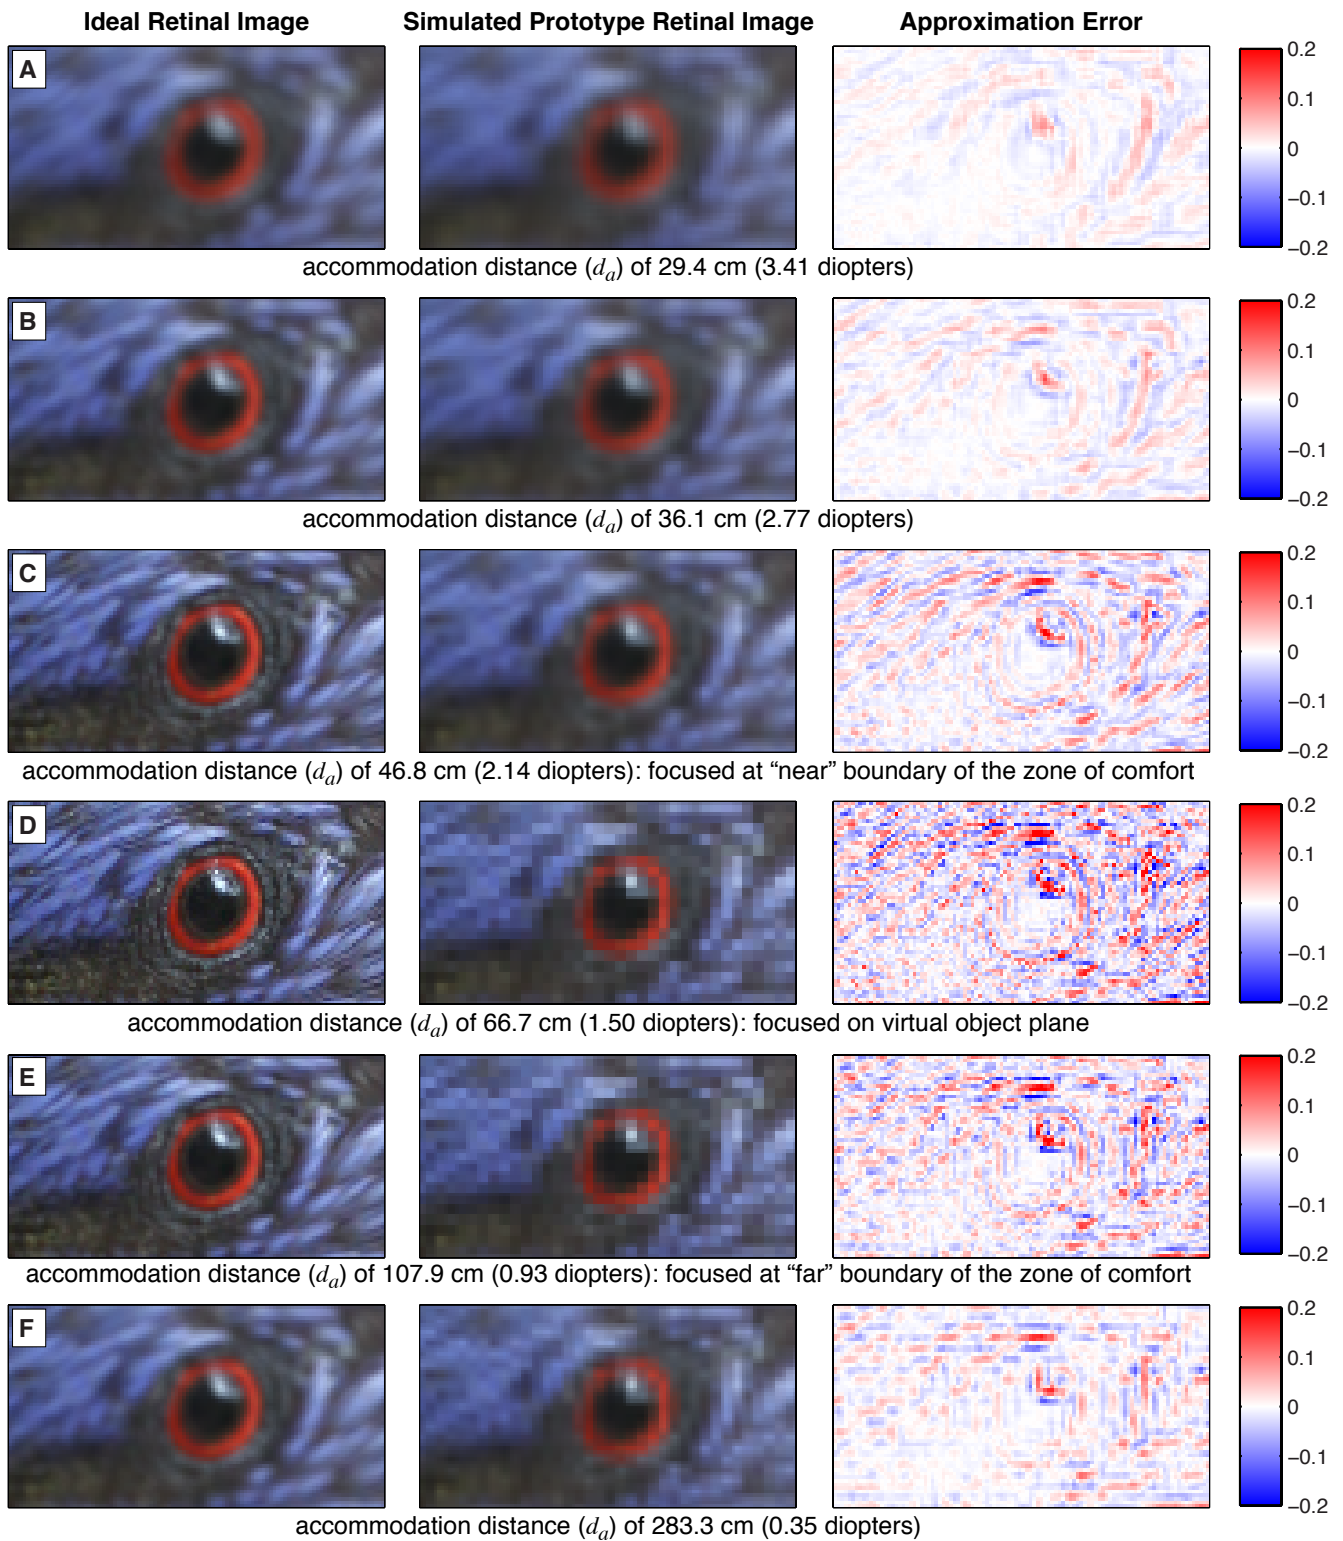 Ideal Retinal Image Simulated Prototype Retinal Image Approximation Error
A
0.2
0.1
0
−0.1
−0.2
accommodation distance (da) of 29.4 cm (3.41 diopters)
B
0.2
0.1
0
−0.1
−0.2
accommodation distance (da) of 36.1 cm (2.77 diopters)
C
0.2
0.1
0
−0.1
−0.2
accommodation distance (da) of 46.8 cm (2.14 diopters): focused at “near” boundary of the zone of comfort
D
0.2
0.1
0
−0.1
−0.2
accommodation distance (da) of 66.7 cm (1.50 diopters): focused on virtual object plane
E
0.2
0.1
0
−0.1
−0.2
accommodation distance (da) of 107.9 cm (0.93 diopters): focused at “far” boundary of the zone of comfort
F
0.2
0.1
0
−0.1
−0.2
accommodation distance (da) of 283.3 cm (0.35 diopters)